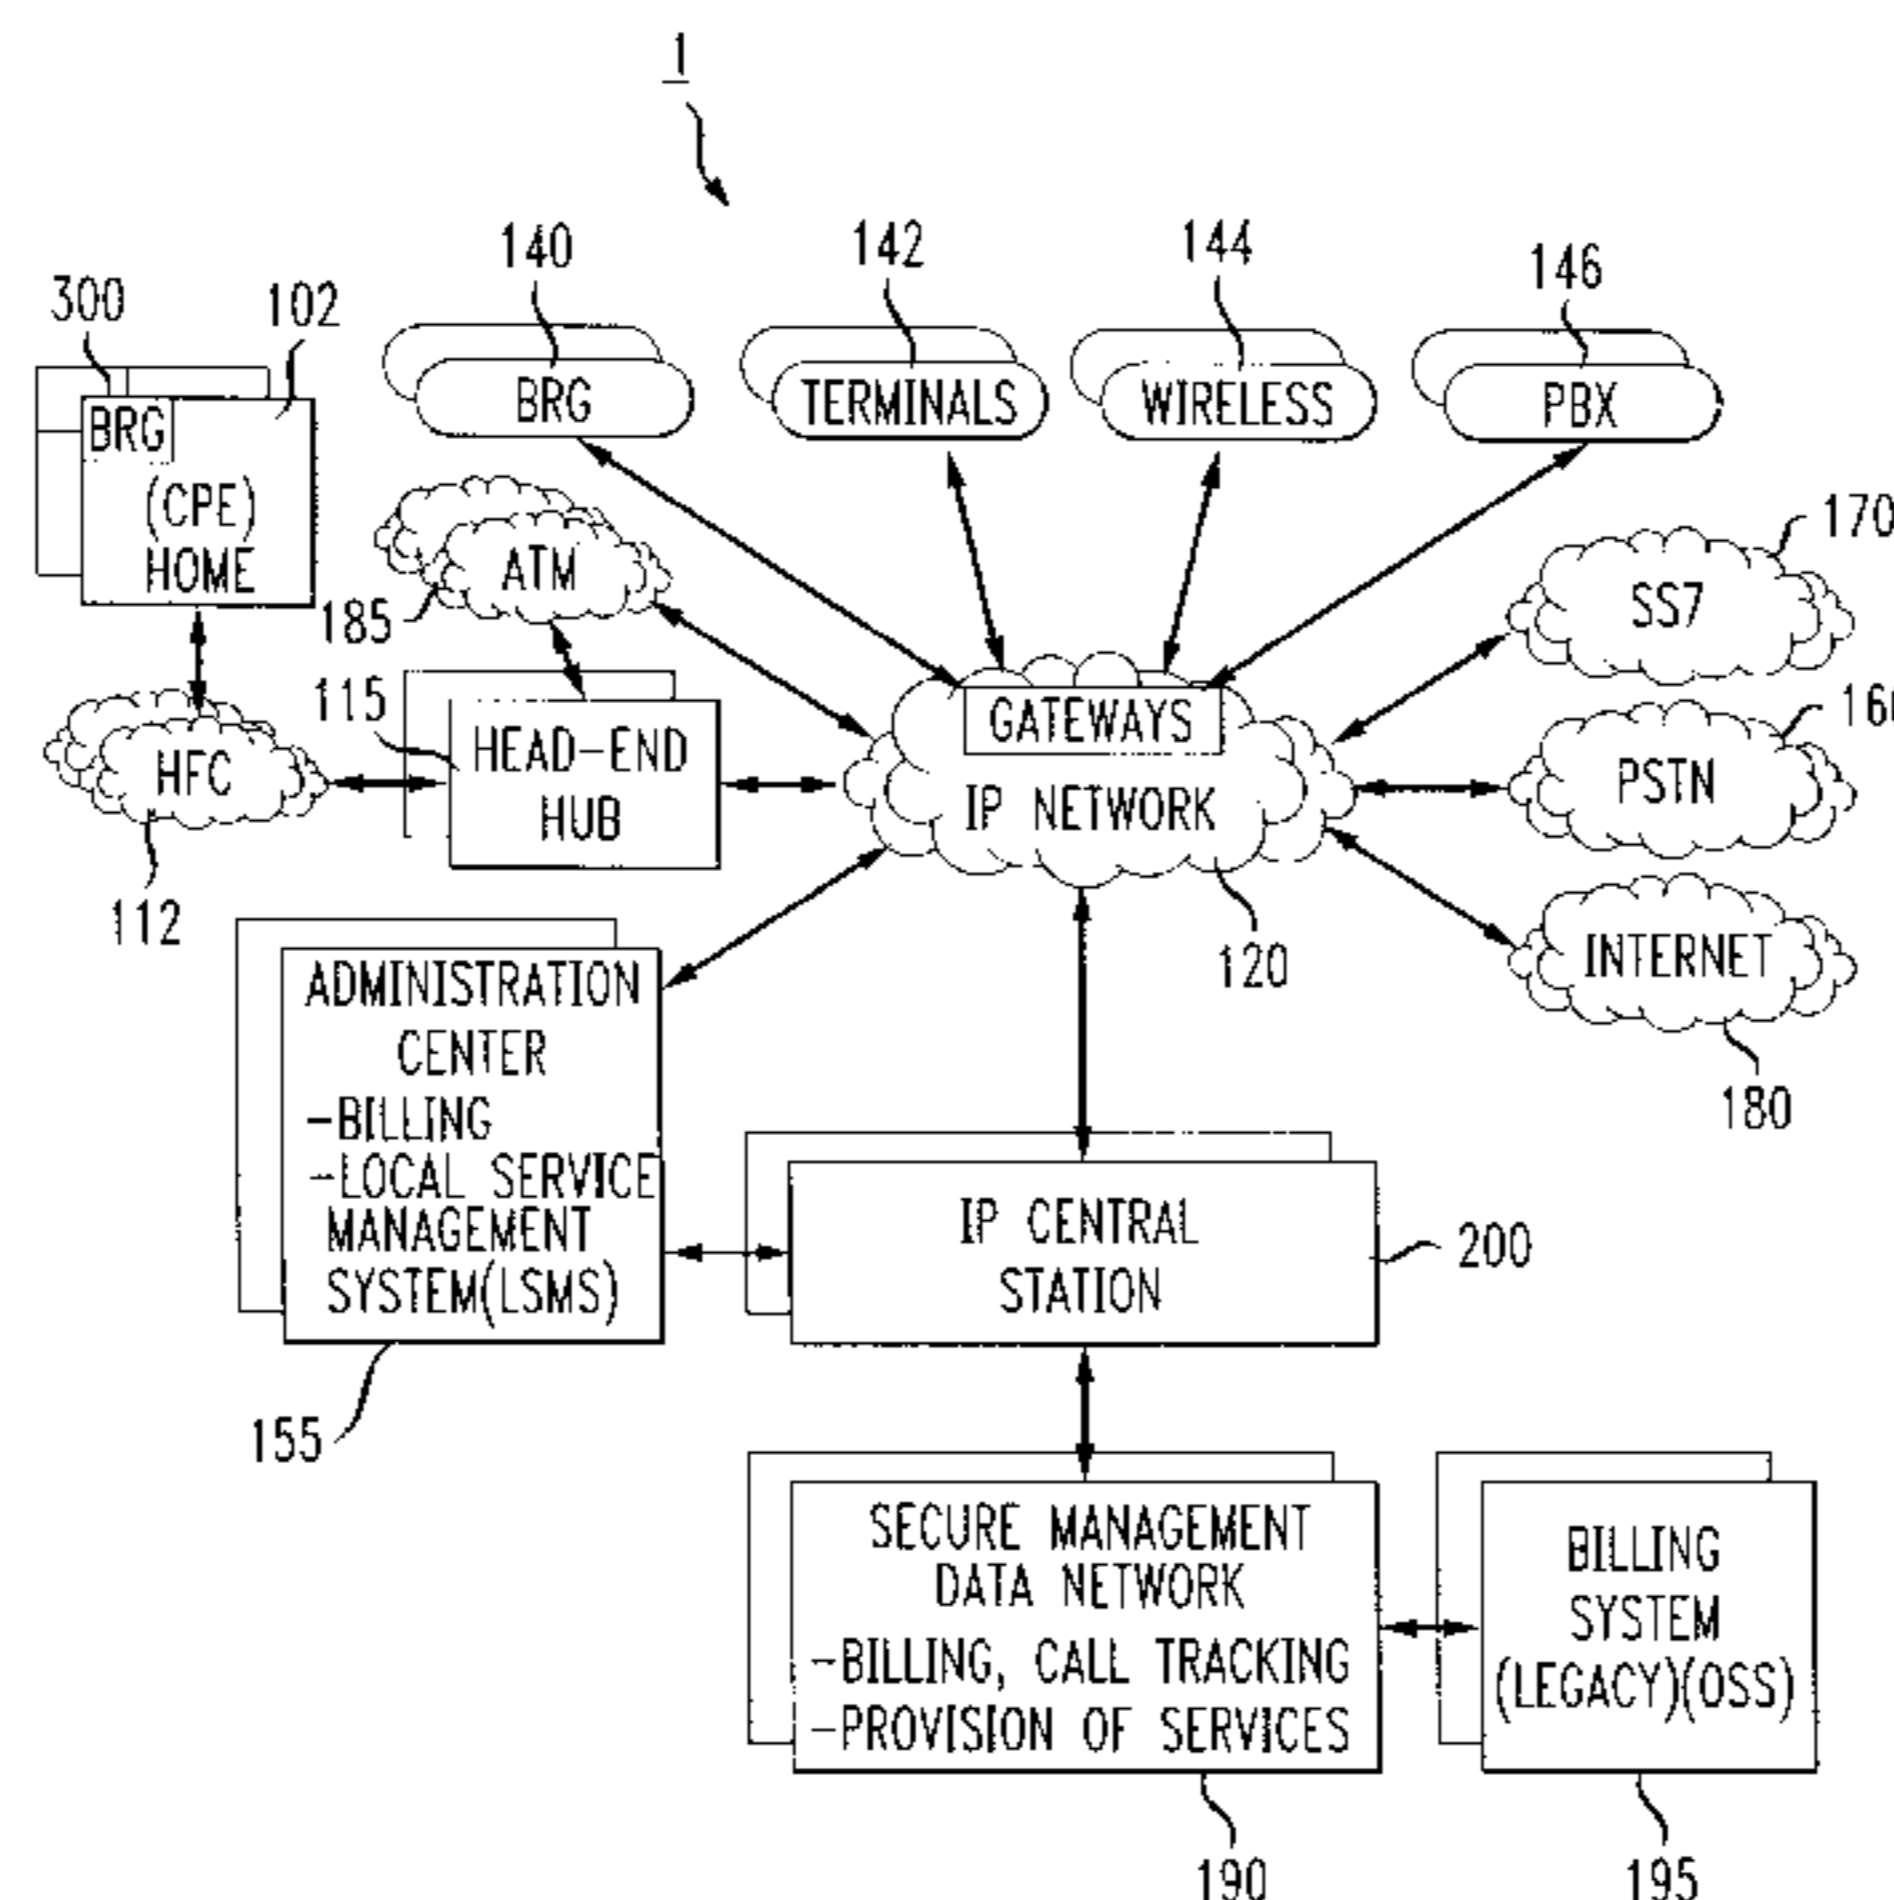 1
140
142
144
146
300
102
BRG
TERMINALS
WIRELESS
PBX
BRG
(CPE)
HOME
ATM
185
170
SS7
115
HFC
HEAD-END
HUB
GATEWAYS
IP NETWORK
PSTN
112
120
INTERNET
180
ADMINISTRATION
CENTER
-BILLING
-LOCAL SERVICE
MANAGEMENT
SYSTEM(LSMS)
IP CENTRAL
STATION
200
155
SECURE MANAGEMENT
DATA NETWORK
-BILLING, CALL TRACKING
-PROVISION OF SERVICES
BILLING
SYSTEM
(LEGACY)(OSS)
190
195